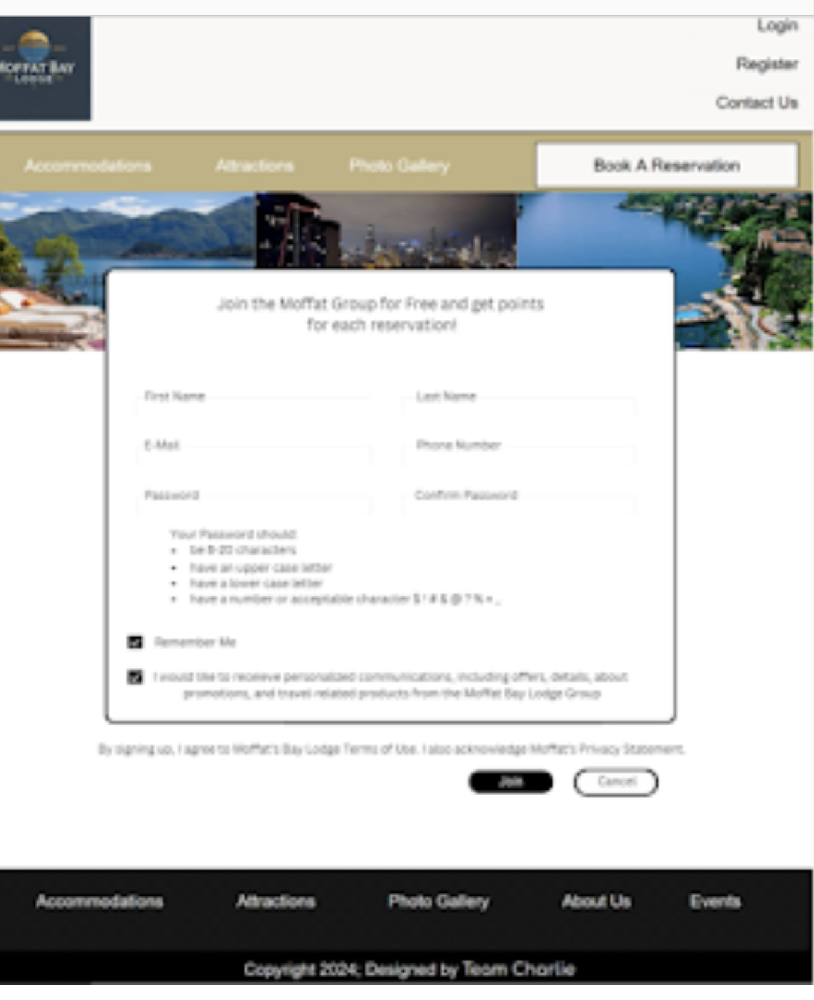 MOFFAT BAY
LODGE
Login
Register
Contact Us
Accommodations
Attractions
Photo Gallery
Book A Reservation
Join the Moffat Group for Free and get points
for each reservation!
First Name
Last Name
E-Mail
Phone Number
Password
Confirm Password
Your Password should:
• be 8-20 characters
• have an upper case letter
• have a lower case letter
• have a number or acceptable character $ ! # & @ ? % = _
Remember Me
I would like to receieve personalized communications, including offers, details, about
promotions, and travel related products from the Moffat Bay Lodge Group
By signing up, I agree to Moffat's Bay Lodge Terms of Use. I also acknowledge Moffat's Privacy Statement.
Join
Cancel
Accommodations
Attractions
Photo Gallery
About Us
Events
Copyright 2024; Designed by Team Charlie